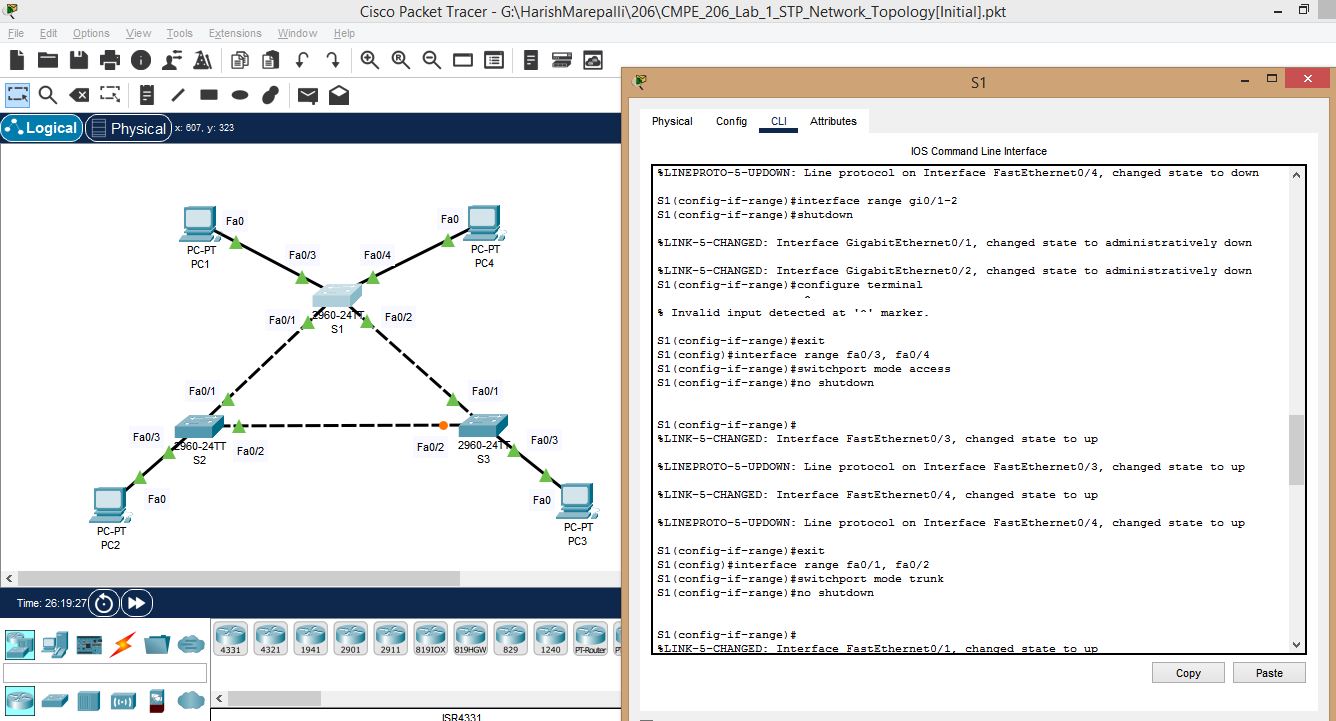 Cisco Packet Tracer - G:\HarishMarepalli\206\CMPE_206_Lab_1_STP_Network_Topology[Initial].pkt
File Edit Options View Tools Extensions Window Help
Logical Physical x: 607, y: 323
Fa0
PC-PT
PC1
Fa0
PC-PT
PC4
Fa0/3
Fa0/4
Fa0/1
2960-24TT
S1
Fa0/2
Fa0/1
Fa0/1
Fa0/3
2960-24TT
S2
Fa0/2
Fa0/2
2960-24TT
S3
Fa0/3
Fa0
PC-PT
PC2
Fa0
PC-PT
PC3
Time: 26:19:27
4331 4321 1941 2901 2911 819IOX 819HGW 829 1240 PT-Router
ISR4331
S1
Physical Config CLI Attributes
IOS Command Line Interface
%LINEPROTO-5-UPDOWN: Line protocol on Interface FastEthernet0/4, changed state to down
S1(config-if-range)#interface range gi0/1-2
S1(config-if-range)#shutdown
%LINK-5-CHANGED: Interface GigabitEthernet0/1, changed state to administratively down
%LINK-5-CHANGED: Interface GigabitEthernet0/2, changed state to administratively down
S1(config-if-range)#configure terminal
^
% Invalid input detected at '^' marker.
S1(config-if-range)#exit
S1(config)#interface range fa0/3, fa0/4
S1(config-if-range)#switchport mode access
S1(config-if-range)#no shutdown
S1(config-if-range)#
%LINK-5-CHANGED: Interface FastEthernet0/3, changed state to up
%LINEPROTO-5-UPDOWN: Line protocol on Interface FastEthernet0/3, changed state to up
%LINK-5-CHANGED: Interface FastEthernet0/4, changed state to up
%LINEPROTO-5-UPDOWN: Line protocol on Interface FastEthernet0/4, changed state to up
S1(config-if-range)#exit
S1(config)#interface range fa0/1, fa0/2
S1(config-if-range)#switchport mode trunk
S1(config-if-range)#no shutdown
S1(config-if-range)#
%LINK-5-CHANGED: Interface FastEthernet0/1, changed state to up
Copy Paste